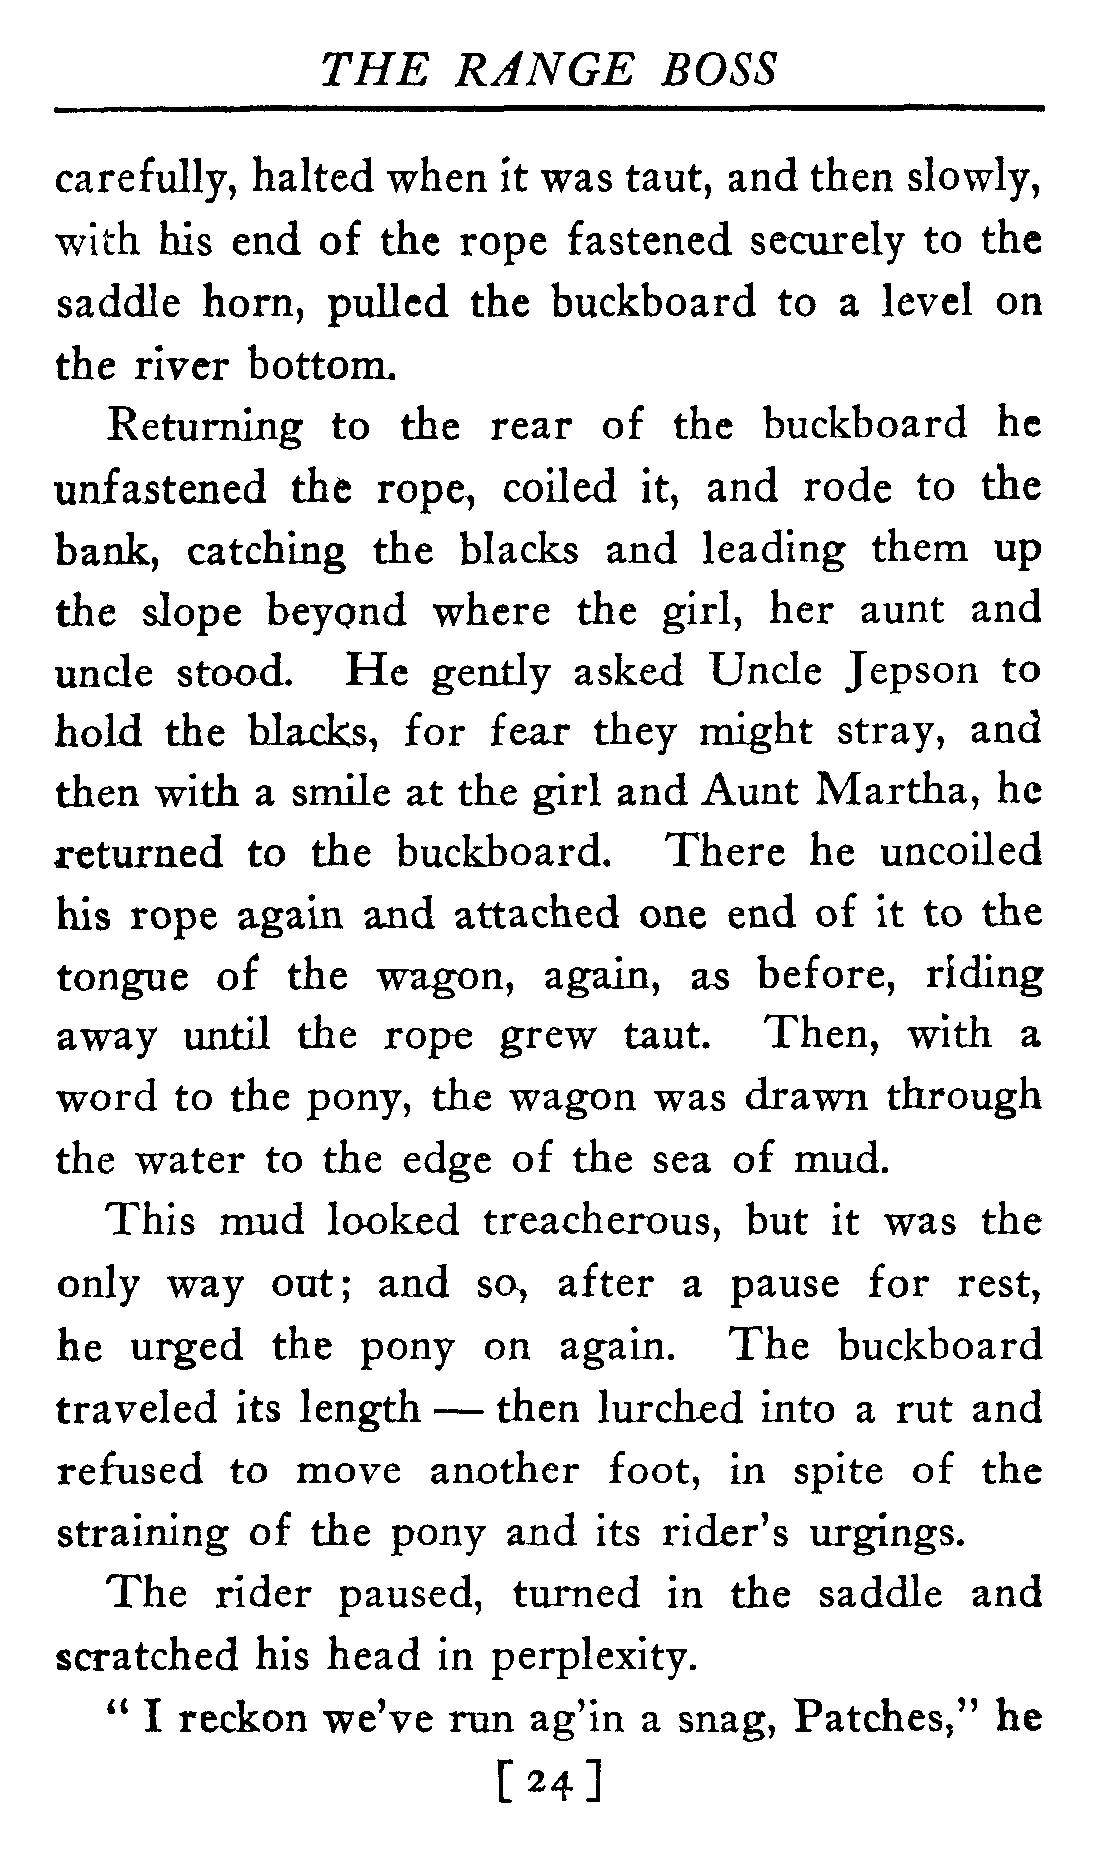 THE RANGE BOSS
carefully, halted when it was taut, and then slowly,
with his end of the rope fastened securely to the
saddle horn, pulled the buckboard to a level on
the river bottom.
Returning to the rear of the buckboard he
unfastened the rope, coiled it, and rode to the
bank, catching the blacks and leading them up
the slope beyond where the girl, her aunt and
uncle stood. He gently asked Uncle Jepson to
hold the blacks, for fear they might stray, and
then with a smile at the girl and Aunt Martha, he
returned to the buckboard. There he uncoiled
his rope again and attached one end of it to the
tongue of the wagon, again, as before, riding
away until the rope grew taut. Then, with a
word to the pony, the wagon was drawn through
the water to the edge of the sea of mud.
This mud looked treacherous, but it was the
only way out; and so, after a pause for rest,
he urged the pony on again. The buckboard
traveled its length — then lurched into a rut and
refused to move another foot, in spite of the
straining of the pony and its rider's urgings.
The rider paused, turned in the saddle and
scratched his head in perplexity.
“ I reckon we've run ag'in a snag, Patches,” he
[ 24 ]